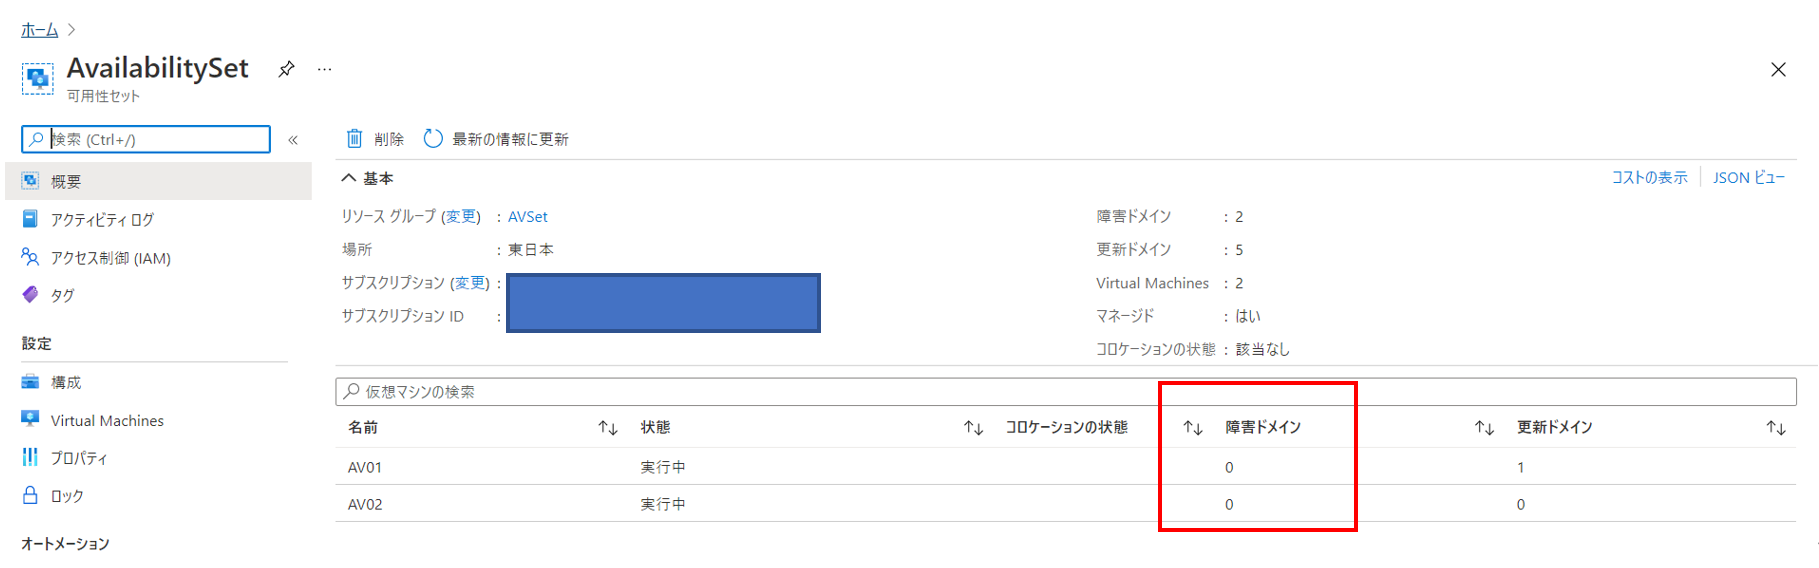 ホーム
AvailabilitySet
可用性セット
検索 (Ctrl+/)
概要
アクティビティ ログ
アクセス制御 (IAM)
タグ
設定
構成
Virtual Machines
プロパティ
ロック
オートメーション
削除 最新の情報に更新
基本 コストの表示 JSON ビュー
リソース グループ (変更) : AVSet
場所 : 東日本
サブスクリプション (変更) :
サブスクリプション ID :
障害ドメイン : 2
更新ドメイン : 5
Virtual Machines : 2
マネージド : はい
コロケーションの状態 : 該当なし
仮想マシンの検索
名前 状態 コロケーションの状態 障害ドメイン 更新ドメイン
AV01 実行中 0 1
AV02 実行中 0 0